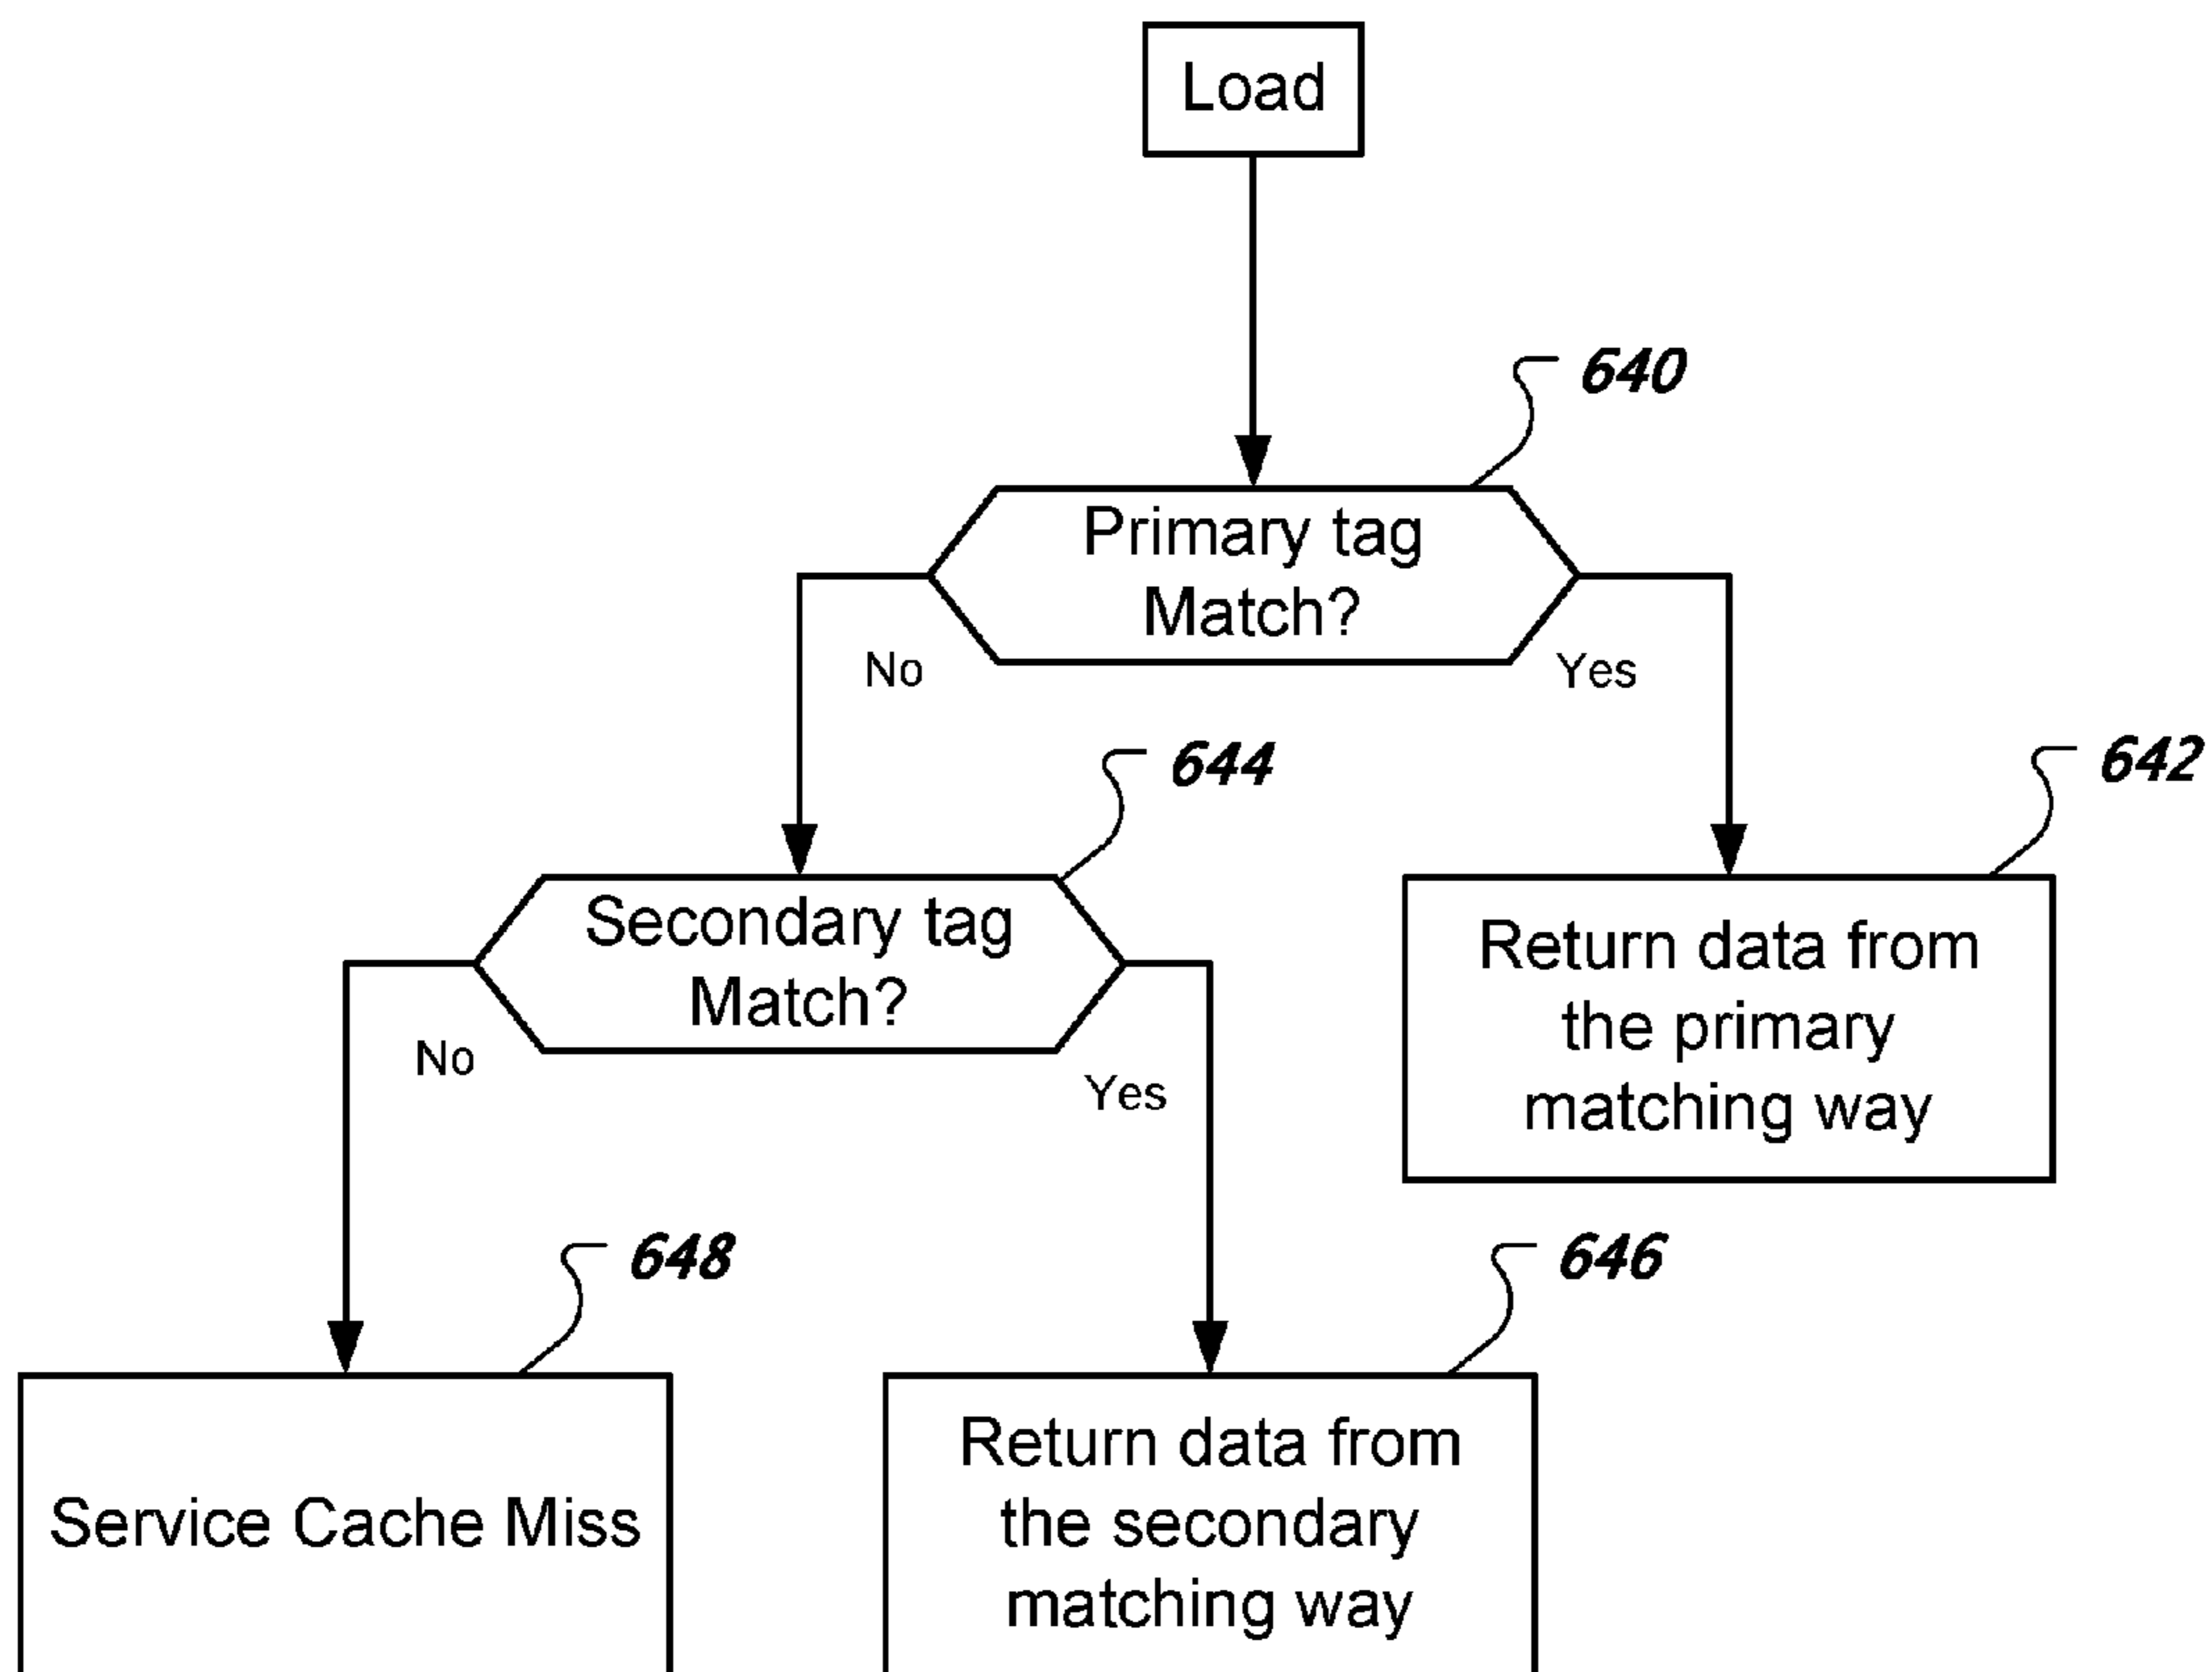 Load
640
Primary tag
Match?
No
Yes
644
642
Secondary tag
Match?
Return data from
the primary
matching way
No
Yes
648
646
Service Cache Miss
Return data from
the secondary
matching way